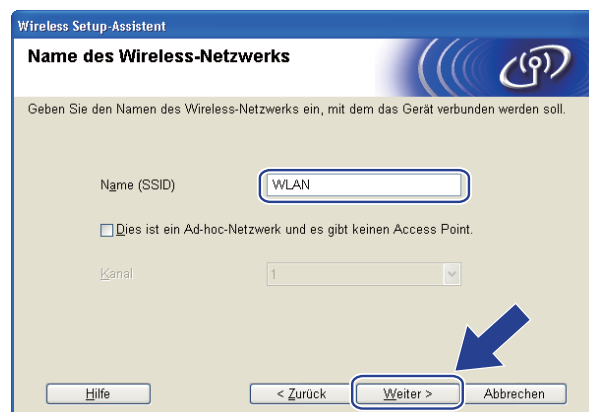 Wireless Setup-Assistent
Name des Wireless-Netzwerks
Geben Sie den Namen des Wireless-Netzwerks ein, mit dem das Gerät verbunden werden soll.
Name (SSID) WLAN
Dies ist ein Ad-hoc-Netzwerk und es gibt keinen Access Point.
Kanal 1
Hilfe < Zurück Weiter > Abbrechen